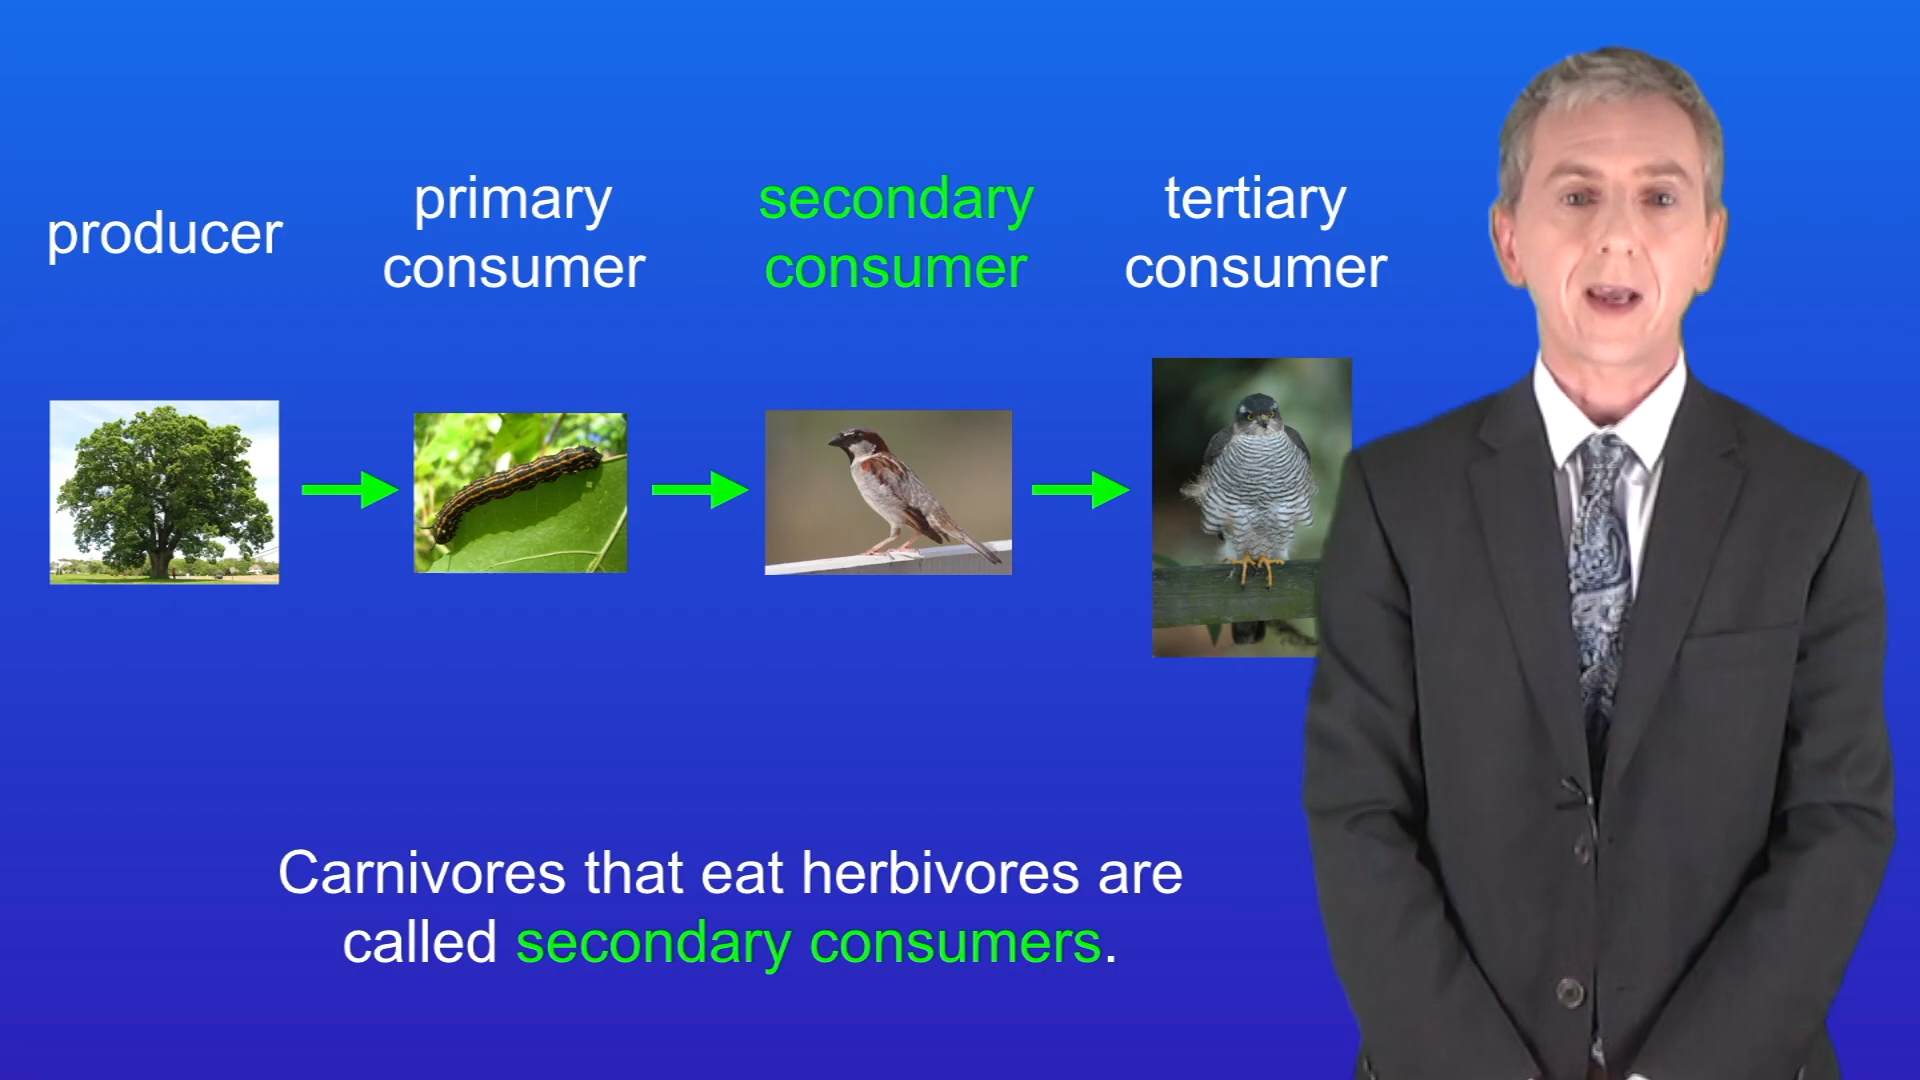 producer
primary
consumer
secondary
consumer
tertiary
consumer
Carnivores that eat herbivores are
called secondary consumers.